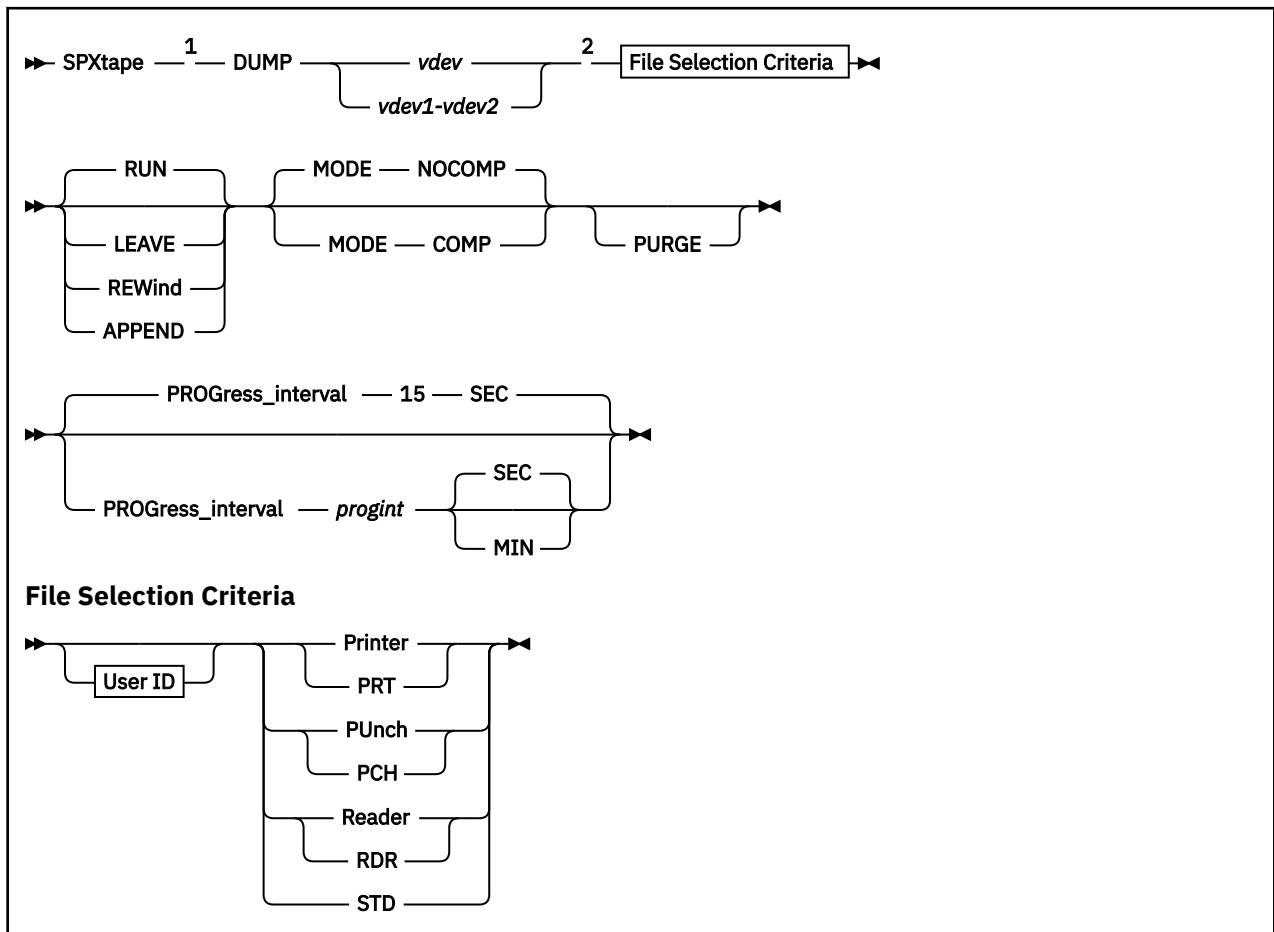 1 2
SPXtape DUMP vdev File Selection Criteria
vdev1-vdev2
RUN MODE NOCOMP
LEAVE MODE COMP PURGE
REWind
APPEND
PROGress_interval 15 SEC
SEC
PROGress_interval progint
MIN
File Selection Criteria
Printer
User ID PRT
PUnch
PCH
Reader
RDR
STD